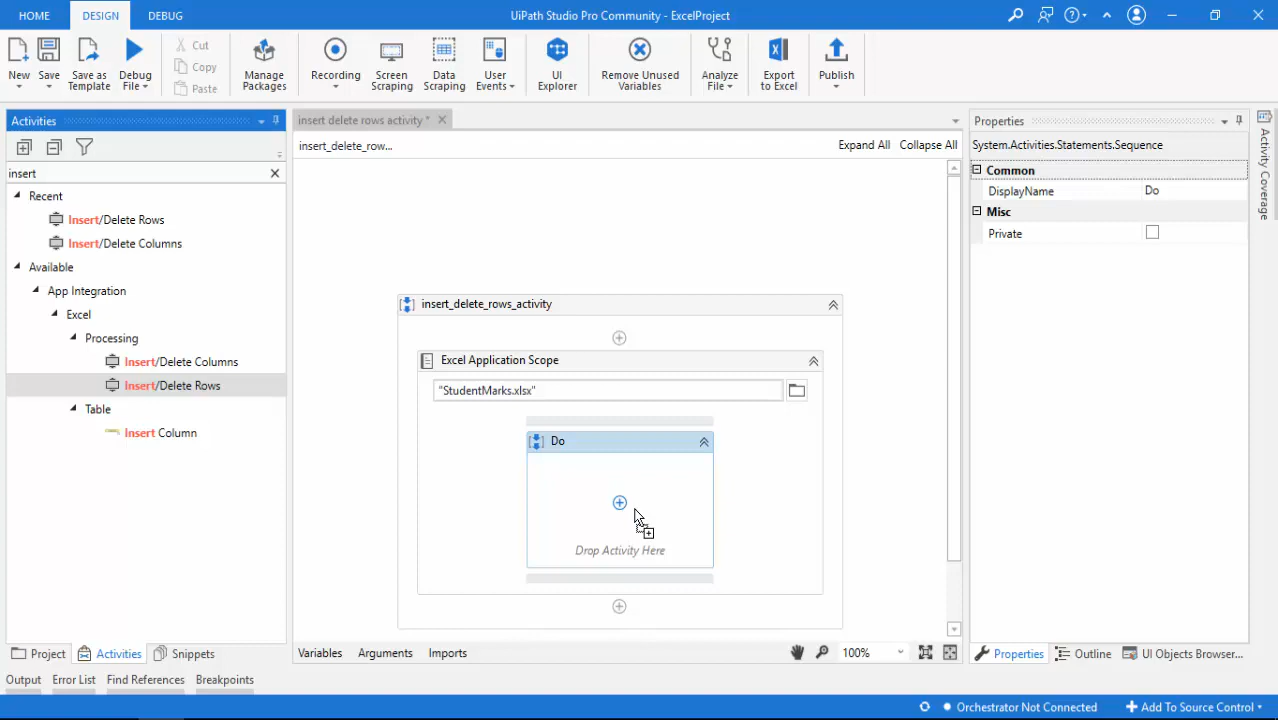 HOME DESIGN DEBUG UiPath Studio Pro Community - ExcelProject
New Save Save as Template Debug File Cut Copy Paste Manage Packages Recording Screen Scraping Data Scraping User Events UI Explorer Remove Unused Variables Analyze File Export to Excel Publish
Activities
insert
Recent
Insert/Delete Rows
Insert/Delete Columns
Available
App Integration
Excel
Processing
Insert/Delete Columns
Insert/Delete Rows
Table
Insert Column
Project Activities Snippets
insert delete rows activity *
insert_delete_row... Expand All Collapse All
insert_delete_rows_activity
Excel Application Scope
"StudentMarks.xlsx"
Do
Drop Activity Here
Variables Arguments Imports 100%
Properties
System.Activities.Statements.Sequence
Common
DisplayName Do
Misc
Private
Properties Outline UI Objects Browser...
Activity Coverage
Output Error List Find References Breakpoints
Orchestrator Not Connected Add To Source Control